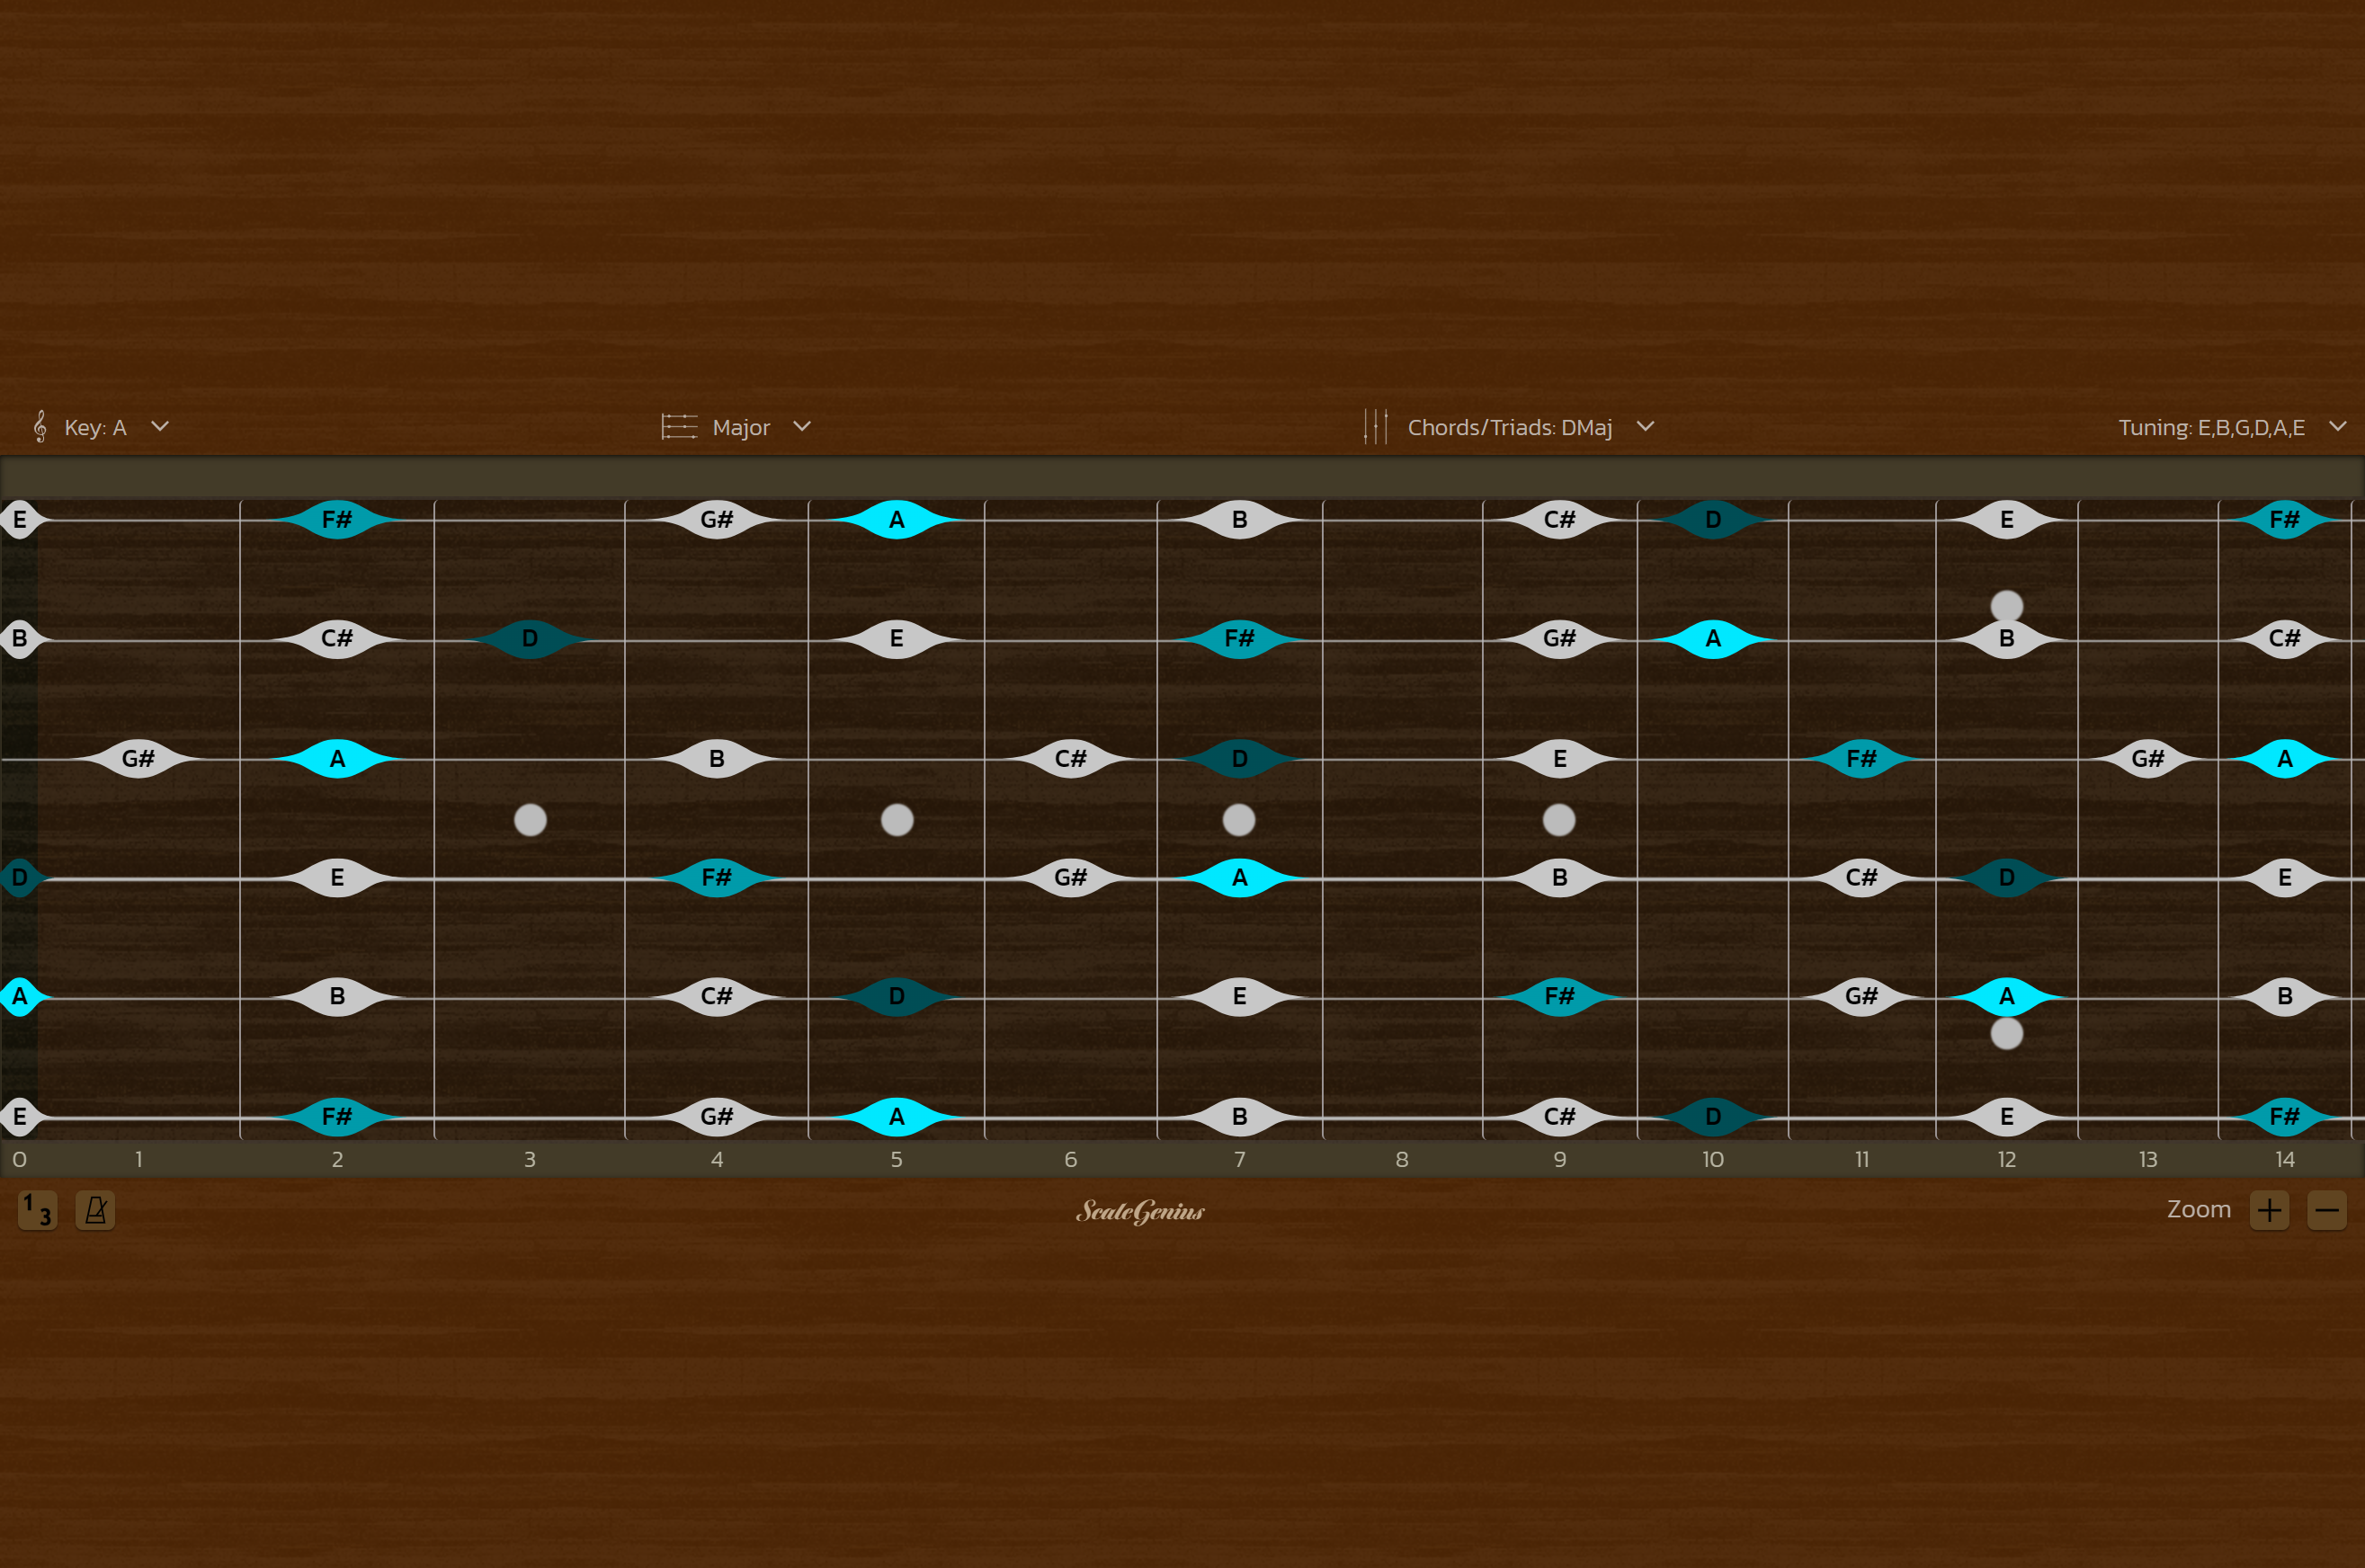 Key: A Major Chords/Triads: DMaj Tuning: E,B,G,D,A,E
E F# G# A B C# D E F#
B C# D E F# G# A B C#
G# A B C# D E F# G# A
D E F# G# A B C# D E
A B C# D E F# G# A B
E F# G# A B C# D E F#
0 1 2 3 4 5 6 7 8 9 10 11 12 13 14
1 3 ScaleGenius Zoom + −